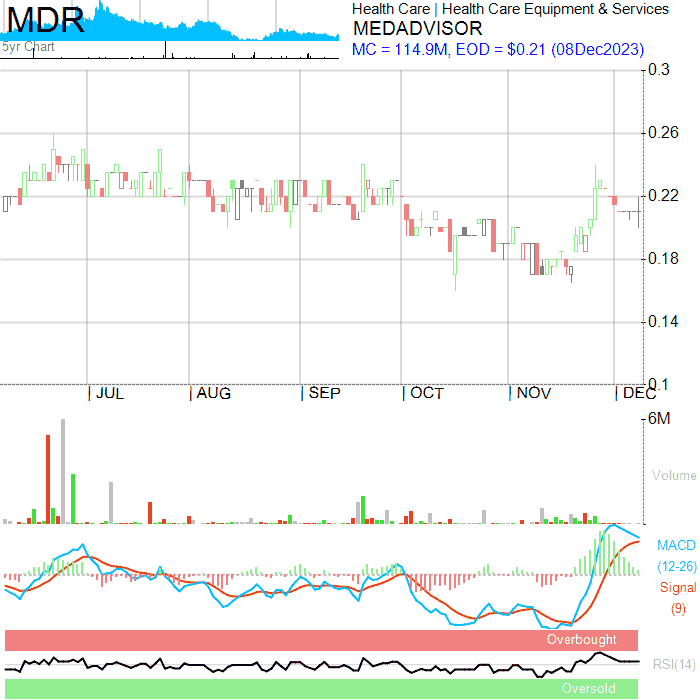 MDR
5yr Chart
Health Care | Health Care Equipment & Services
MEDADVISOR
MC = 114.9M, EOD = $0.21 (08Dec2023)
0.3
0.26
0.22
0.18
0.14
0.1
| JUL | AUG | SEP | OCT | NOV | DEC
6M
Volume
MACD
(12-26)
Signal
(9)
Overbought
RSI(14)
Oversold